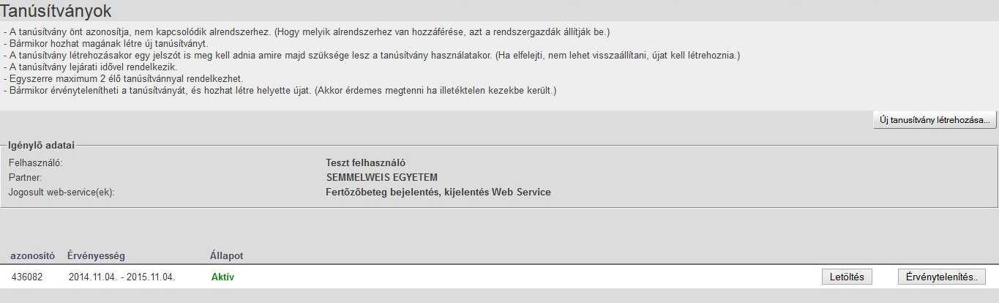 Tanúsítványok
- A tanúsítvány önt azonosítja, nem kapcsolódik alrendszerhez. (Hogy melyik alrendszerhez van hozzáférése, azt a rendszergazdák állítják be.)
- Bármikor hozhat magának létre új tanúsítványt.
- A tanúsítvány létrehozásakor egy jelszót is meg kell adnia amire majd szüksége lesz a tanúsítvány használatakor. (Ha elfelejti, nem lehet visszaállítani, újat kell létrehoznia.)
- A tanúsítvány lejárati idővel rendelkezik.
- Egyszerre maximum 2 élő tanúsítvánnyal rendelkezhet.
- Bármikor érvénytelenítheti a tanúsítványát, és hozhat létre helyette újat. (Akkor érdemes megtenni ha illetéktelen kezekbe került.)
Új tanusítvány létrehozása...
Igénylő adatai
Felhasználó: Teszt felhasználó
Partner: SEMMELWEIS EGYETEM
Jogosult web-service(ek): Fertőzőbeteg bejelentés, kijelentés Web Service
azonosító Érvényesség Állapot
436082 2014.11.04. - 2015.11.04. Aktív Letöltés Érvénytelenítés..